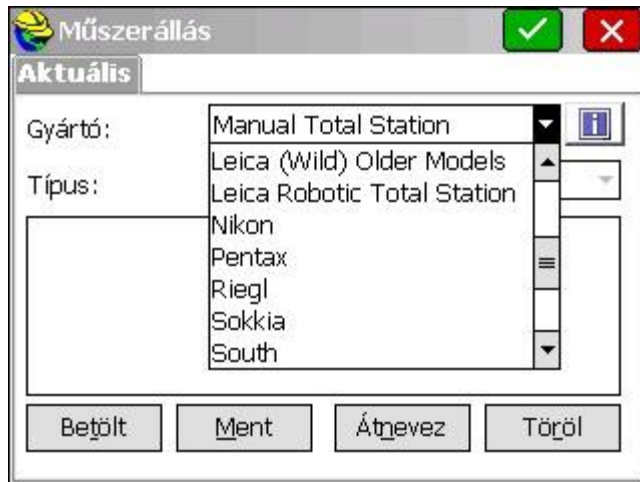 Műszerállás
Aktuális
Gyártó:
Manual Total Station
Típus:
Leica (Wild) Older Models
Leica Robotic Total Station
Nikon
Pentax
Riegl
Sokkia
South
Betölt
Ment
Átnevez
Töröl